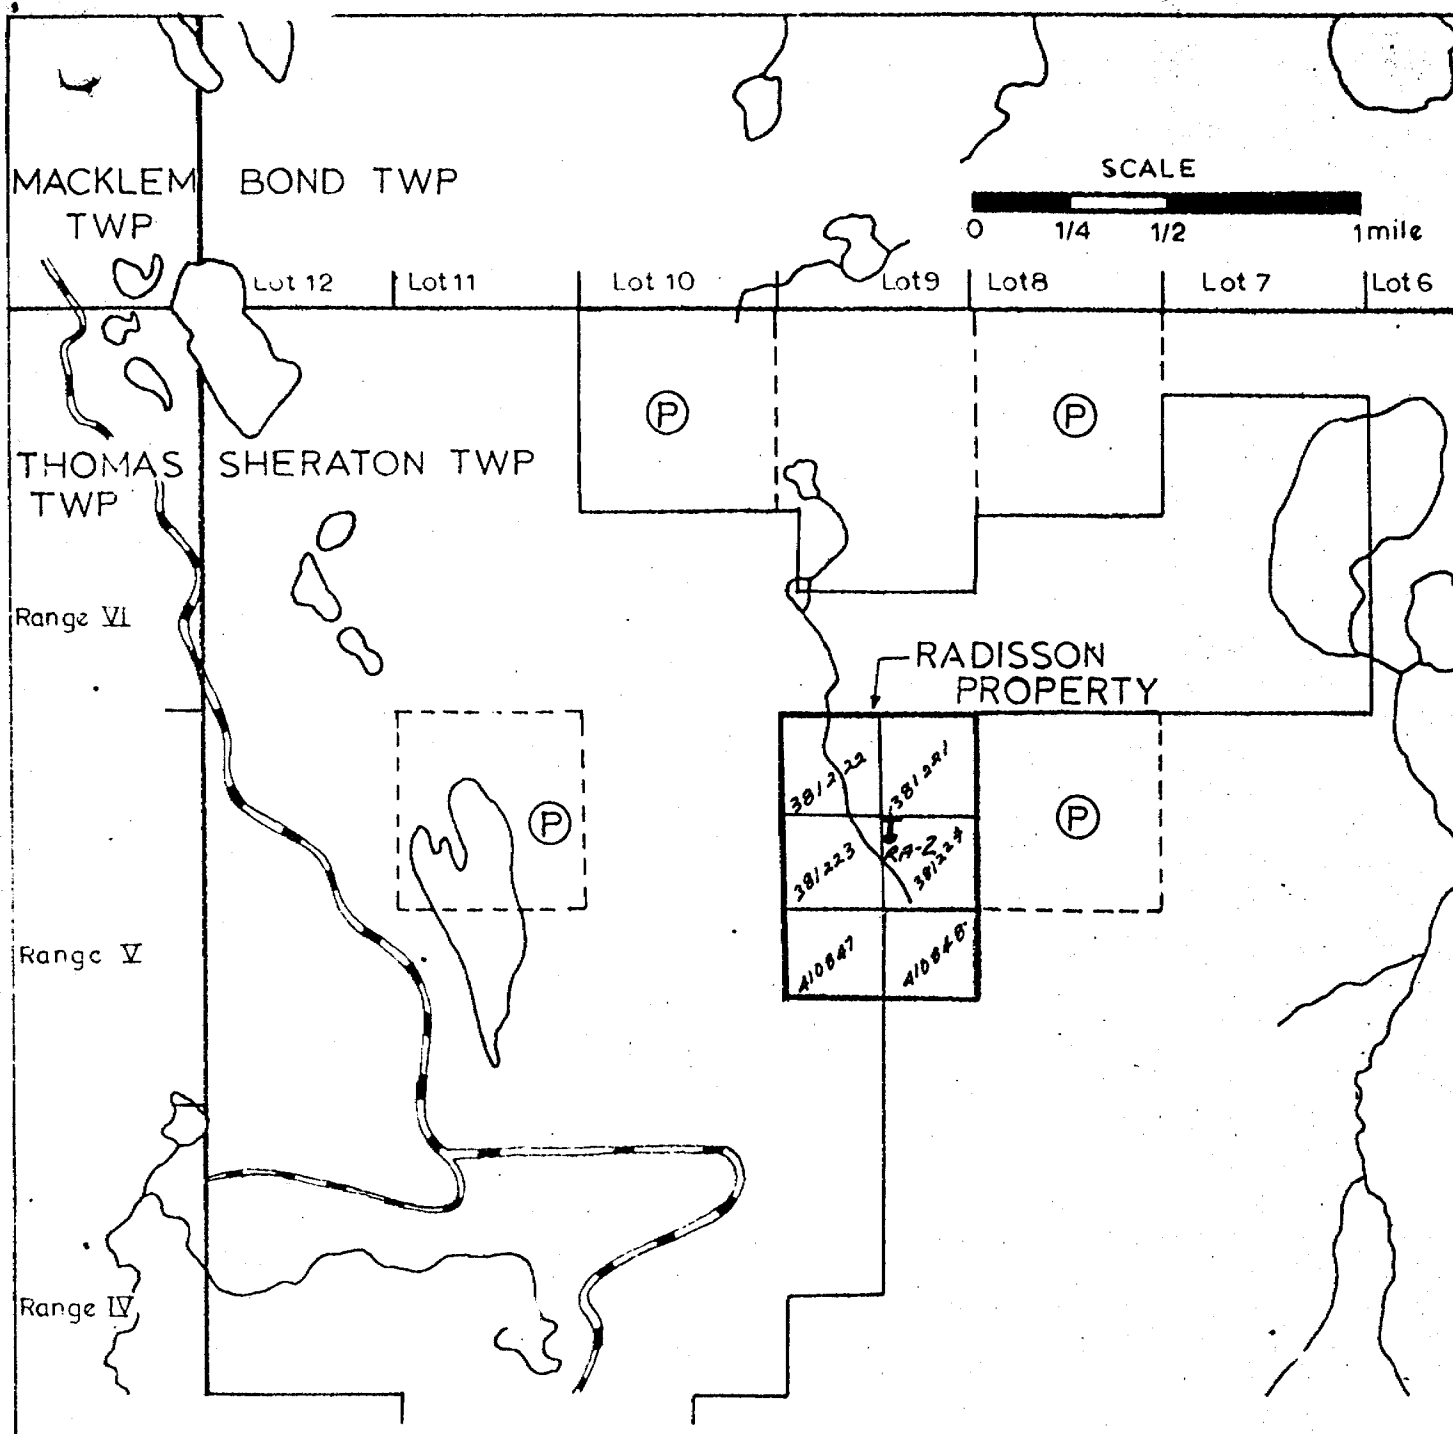 MACKLEM
TWP
BOND TWP
SCALE
0 1/4 1/2 1 mile
Lot 12 Lot 11 Lot 10 Lot 9 Lot 8 Lot 7 Lot 6
P
P
THOMAS
TWP
SHERATON TWP
Range VI
RADISSON
PROPERTY
381222
381221
P
P
381223
RA-2
381224
Range V
410847
410848
Range IV